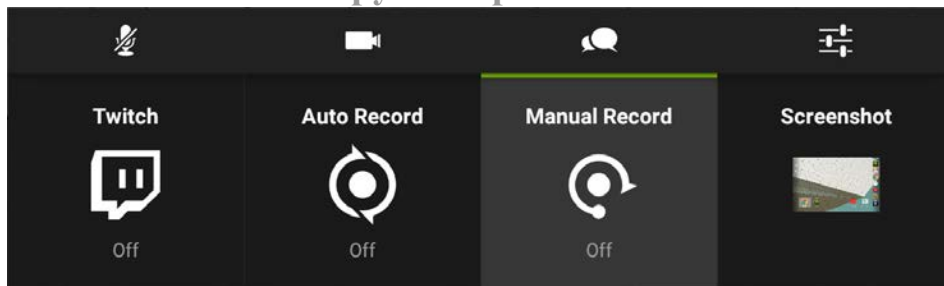 Twitch
Auto Record
Manual Record
Screenshot
Off
Off
Off